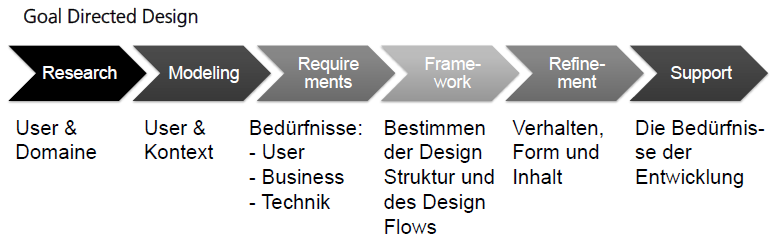 Goal Directed Design
Research
Modeling
Require
ments
Frame-
work
Refine-
ment
Support
User &
Domaine
User &
Kontext
Bedürfnisse:
- User
- Business
- Technik
Bestimmen
der Design
Struktur und
des Design
Flows
Verhalten,
Form und
Inhalt
Die Bedürfnis-
se der
Entwicklung